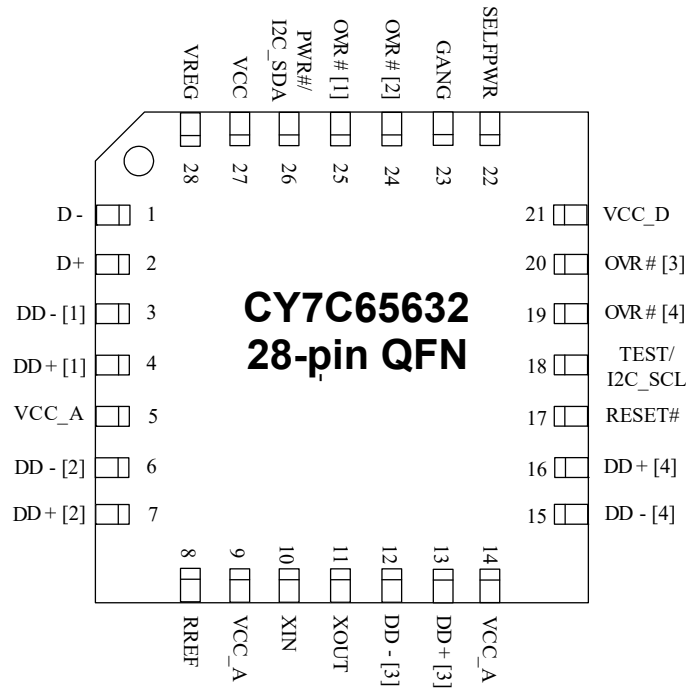 VREG
VCC
PWR#/
I2C_SDA
OVR # [1]
OVR # [2]
GANG
SELFPWR
28
27
26
25
24
23
22
D - 1
D+ 2
DD - [1] 3
DD + [1] 4
VCC_A 5
DD - [2] 6
DD + [2] 7
CY7C65632
28-pin QFN
21 VCC_D
20 OVR # [3]
19 OVR # [4]
18 TEST/
I2C_SCL
17 RESET#
16 DD + [4]
15 DD - [4]
8
9
10
11
12
13
14
RREF
VCC_A
XIN
XOUT
DD - [3]
DD + [3]
VCC_A